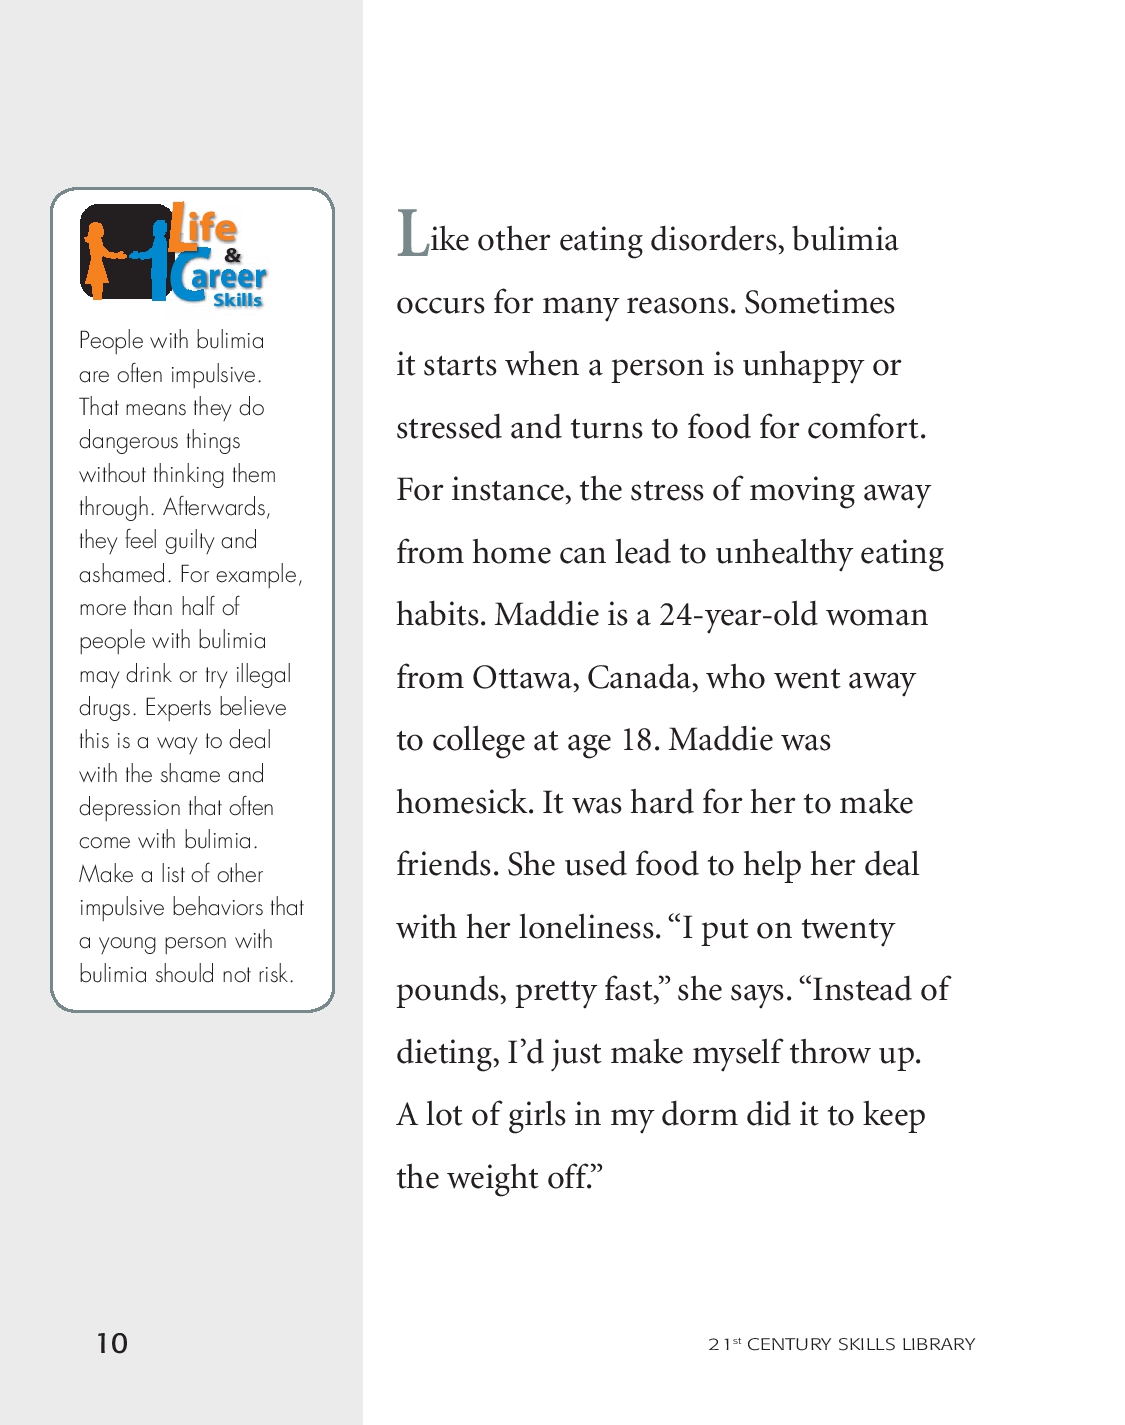 Life
&
Career
Skills
People with bulimia
are often impulsive.
That means they do
dangerous things
without thinking them
through. Afterwards,
they feel guilty and
ashamed. For example,
more than half of
people with bulimia
may drink or try illegal
drugs. Experts believe
this is a way to deal
with the shame and
depression that often
come with bulimia.
Make a list of other
impulsive behaviors that
a young person with
bulimia should not risk.
Like other eating disorders, bulimia
occurs for many reasons. Sometimes
it starts when a person is unhappy or
stressed and turns to food for comfort.
For instance, the stress of moving away
from home can lead to unhealthy eating
habits. Maddie is a 24-year-old woman
from Ottawa, Canada, who went away
to college at age 18. Maddie was
homesick. It was hard for her to make
friends. She used food to help her deal
with her loneliness. “I put on twenty
pounds, pretty fast,” she says. “Instead of
dieting, I’d just make myself throw up.
A lot of girls in my dorm did it to keep
the weight off.”
10
21st CENTURY SKILLS LIBRARY